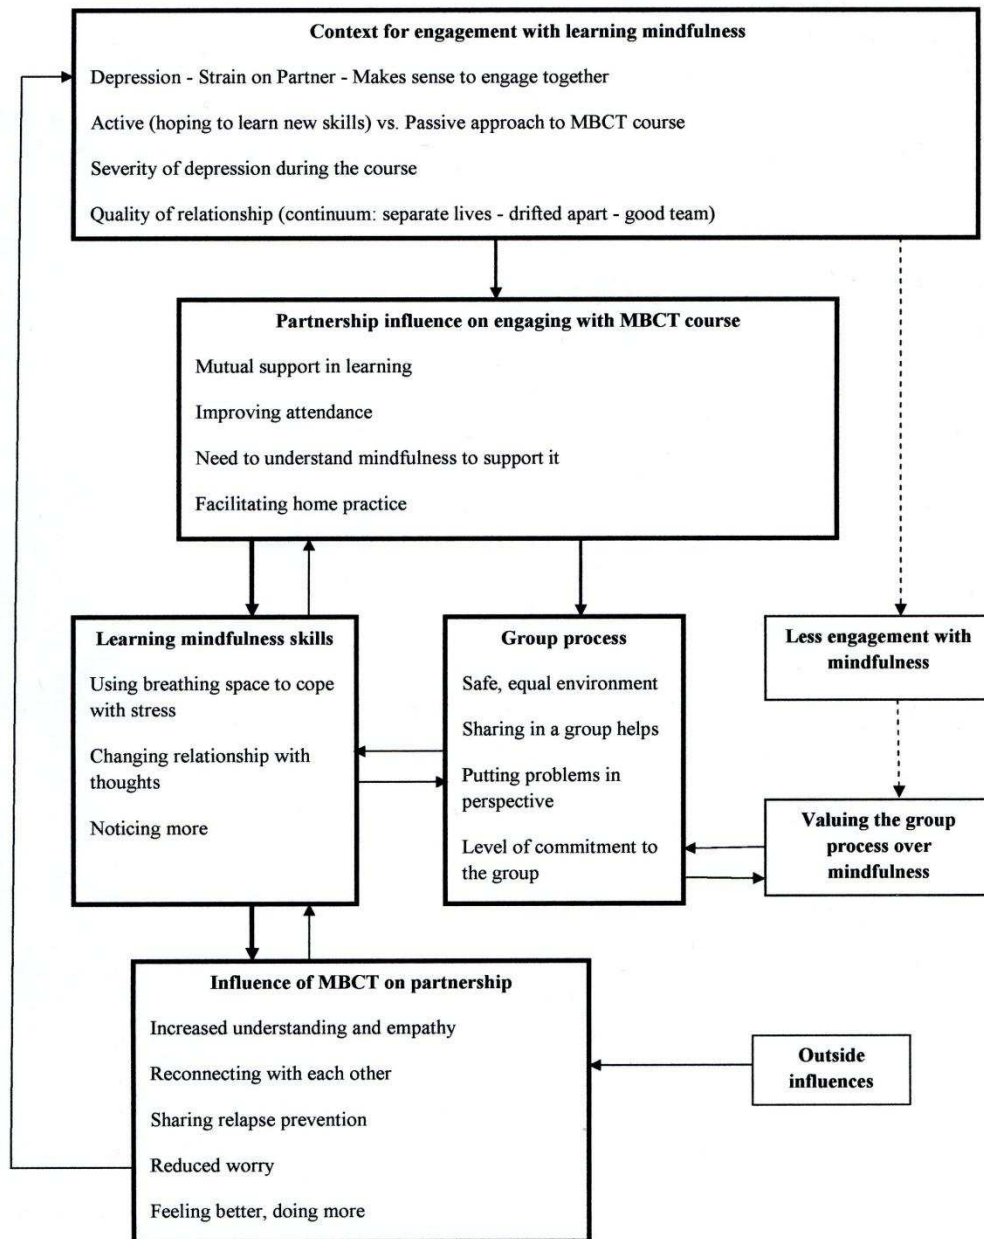 Context for engagement with learning mindfulness
Depression - Strain on Partner - Makes sense to engage together
Active (hoping to learn new skills) vs. Passive approach to MBCT course
Severity of depression during the course
Quality of relationship (continuum: separate lives - drifted apart - good team)
Partnership influence on engaging with MBCT course
Mutual support in learning
Improving attendance
Need to understand mindfulness to support it
Facilitating home practice
Learning mindfulness skills
Using breathing space to cope
with stress
Changing relationship with
thoughts
Noticing more
Group process
Safe, equal environment
Sharing in a group helps
Putting problems in
perspective
Level of commitment to
the group
Less engagement with
mindfulness
Valuing the group
process over
mindfulness
Influence of MBCT on partnership
Increased understanding and empathy
Reconnecting with each other
Sharing relapse prevention
Reduced worry
Feeling better, doing more
Outside
influences